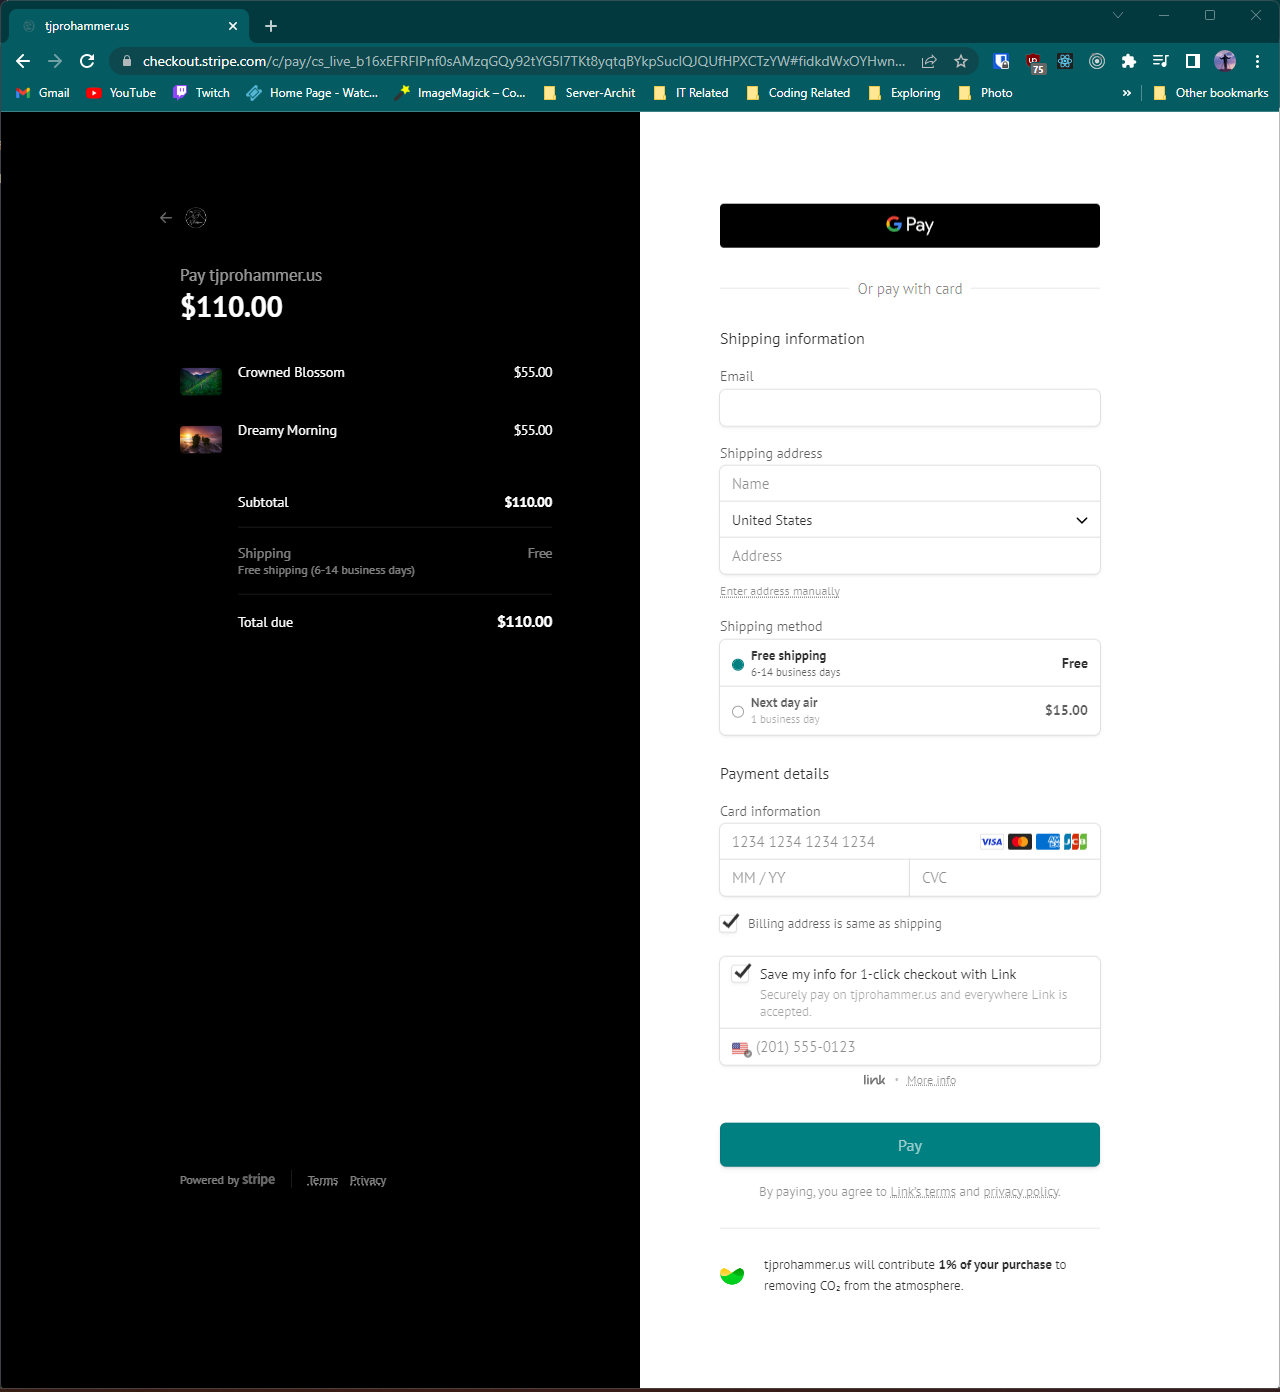 tjprohammer.us
checkout.stripe.com/c/pay/cs_live_b16xEFRFIPnf0sAMzqGQy92tYG5I7TKt8yqtqBYkpSuclQJQUfHPXCTzYW#fidkdWxOYHwn...
75
Gmail YouTube Twitch Home Page - Watc... ImageMagick – Co... Server-Archit IT Related Coding Related Exploring Photo » Other bookmarks
Pay tjprohammer.us
$110.00
Crowned Blossom $55.00
Dreamy Morning $55.00
Subtotal $110.00
Shipping Free
Free shipping (6-14 business days)
Total due $110.00
Powered by stripe Terms Privacy
G Pay
Or pay with card
Shipping information
Email
Shipping address
Name
United States
Address
Enter address manually
Shipping method
Free shipping Free
6-14 business days
Next day air $15.00
1 business day
Payment details
Card information
1234 1234 1234 1234 VISA AMEX JCB
MM / YY CVC
Billing address is same as shipping
Save my info for 1-click checkout with Link
Securely pay on tjprohammer.us and everywhere Link is
accepted.
(201) 555-0123
link • More info
Pay
By paying, you agree to Link's terms and privacy policy.
tjprohammer.us will contribute 1% of your purchase to
removing CO₂ from the atmosphere.